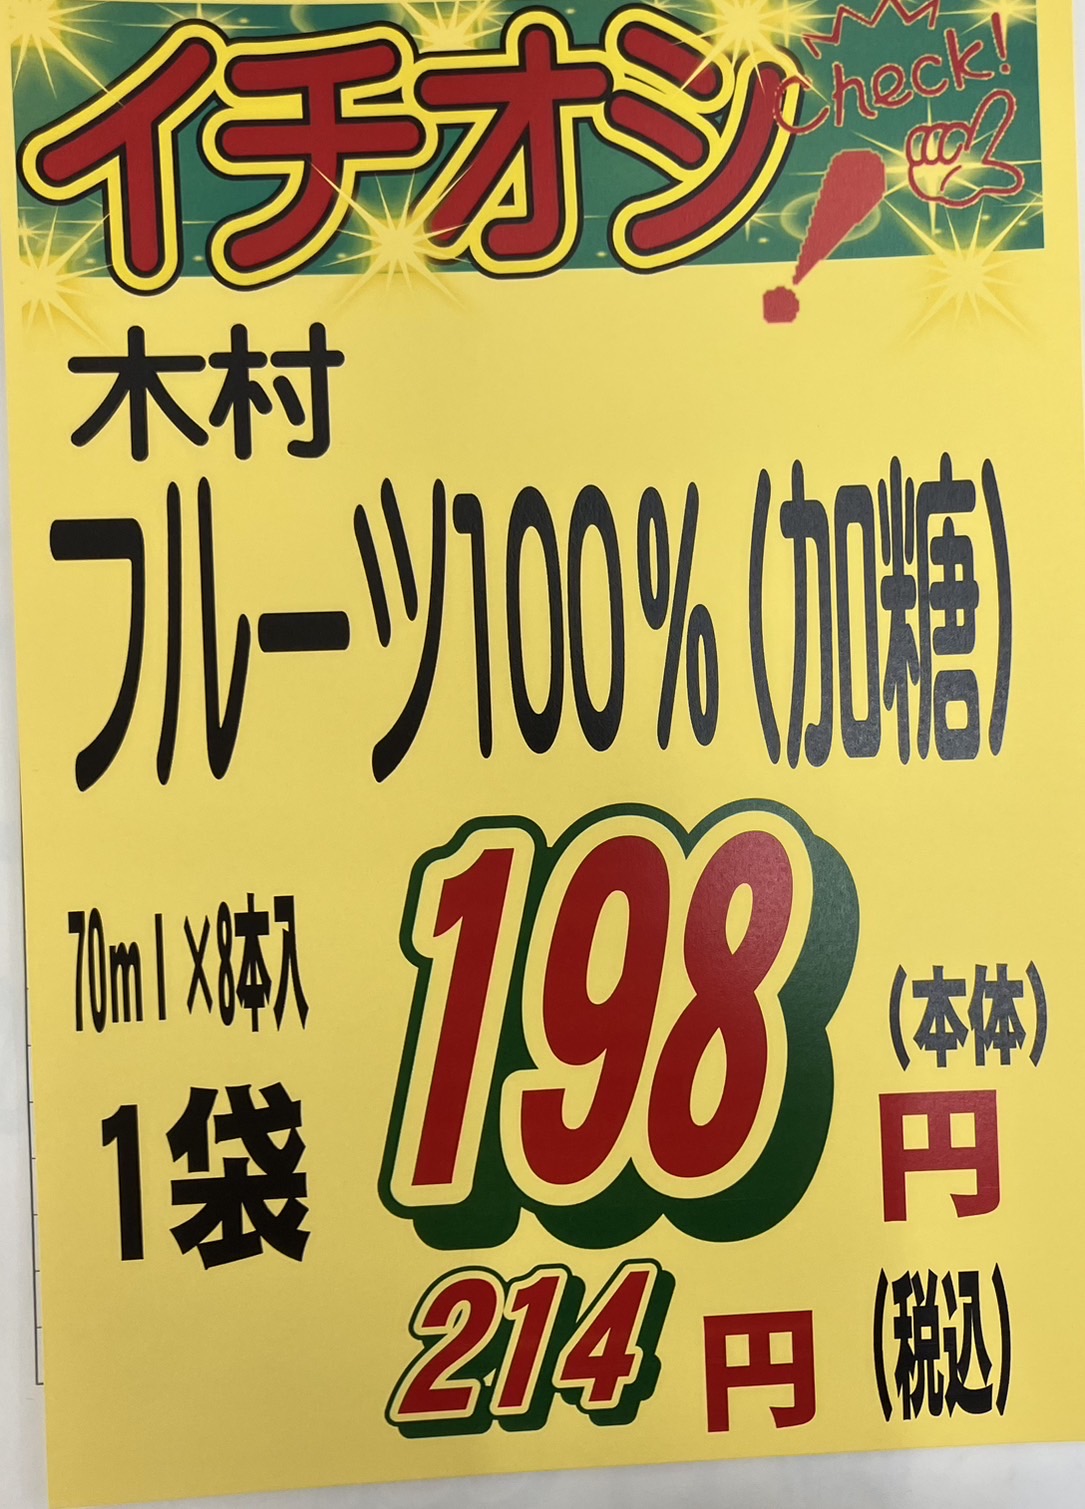 イチオシ!
Check!
木村
フルーツ100%(加糖)
70ml×8本入
1袋
198
(本体)
円
214円(税込)